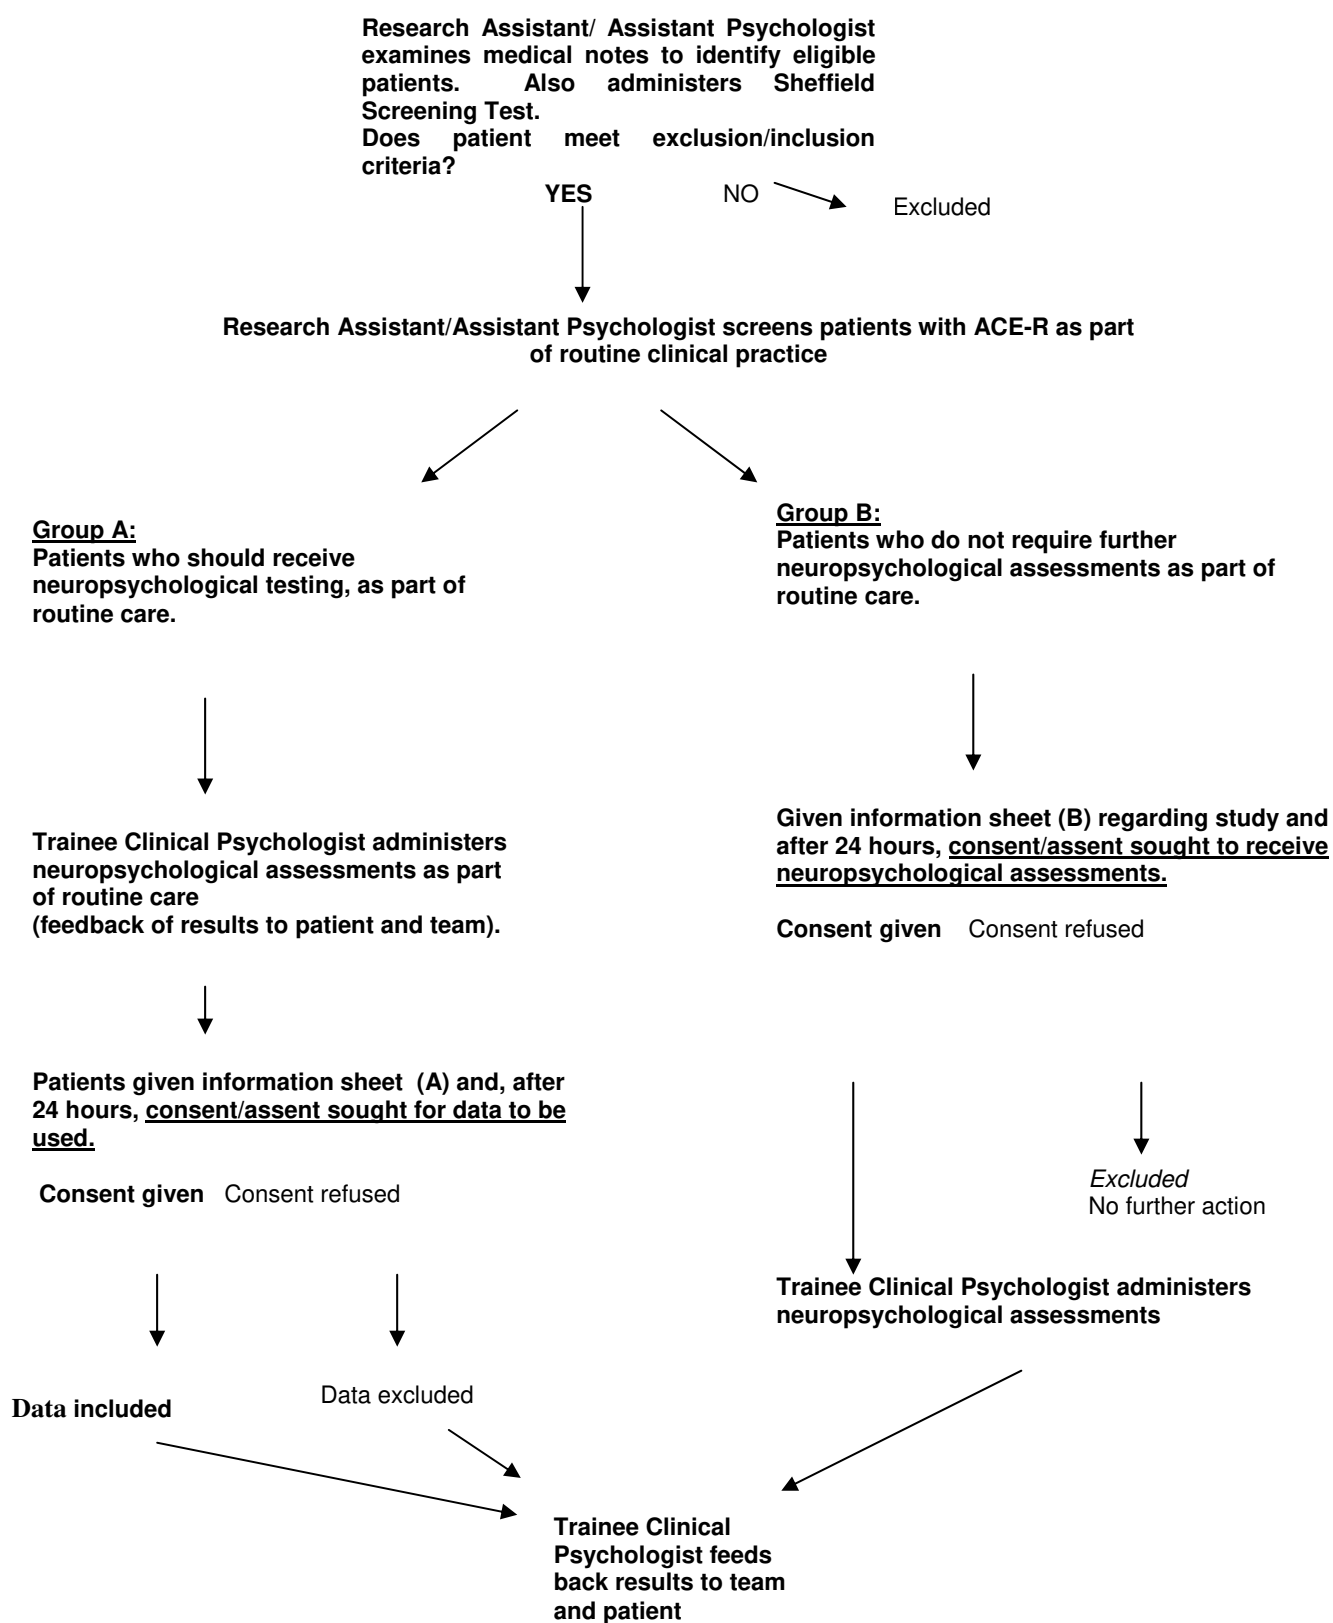 Research Assistant/ Assistant Psychologist
examines medical notes to identify eligible
patients. Also administers Sheffield
Screening Test.
Does patient meet exclusion/inclusion
criteria?
YES NO
Excluded
Research Assistant/Assistant Psychologist screens patients with ACE-R as part
of routine clinical practice
Group A:
Patients who should receive
neuropsychological testing, as part of
routine care.
Group B:
Patients who do not require further
neuropsychological assessments as part of
routine care.
Trainee Clinical Psychologist administers
neuropsychological assessments as part
of routine care
(feedback of results to patient and team).
Given information sheet (B) regarding study and
after 24 hours, consent/assent sought to receive
neuropsychological assessments.
Consent given Consent refused
Patients given information sheet (A) and, after
24 hours, consent/assent sought for data to be
used.
Consent given Consent refused
Excluded
No further action
Trainee Clinical Psychologist administers
neuropsychological assessments
Data included
Data excluded
Trainee Clinical
Psychologist feeds
back results to team
and patient